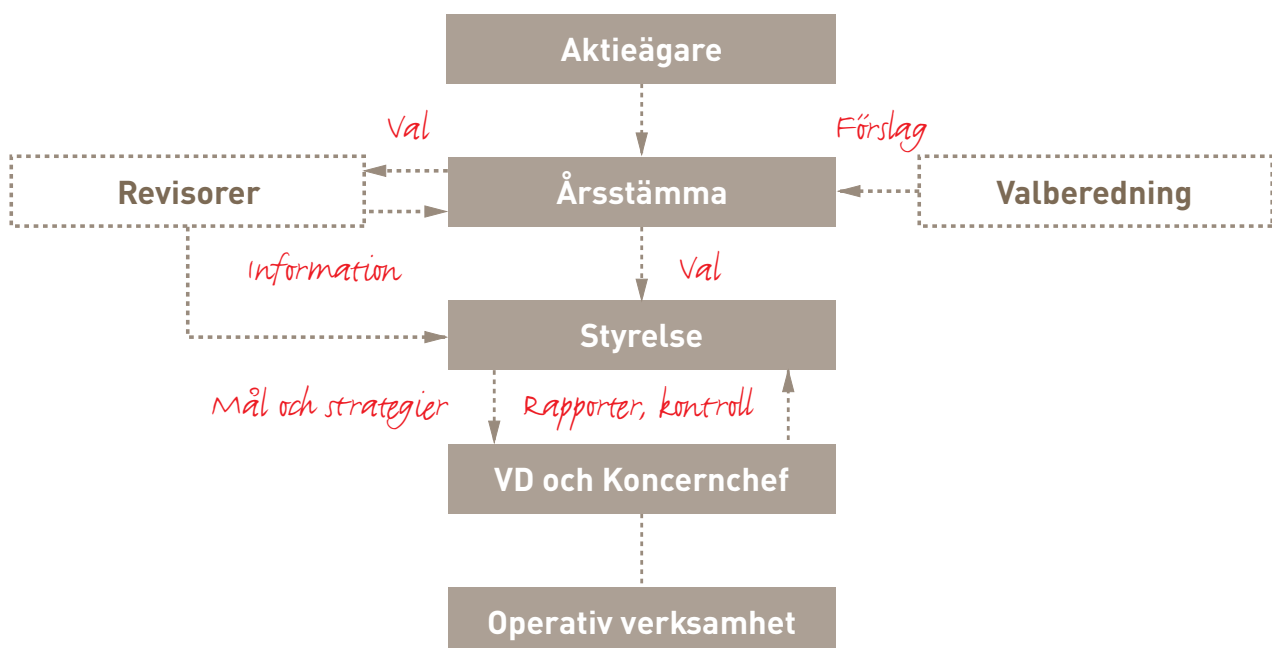 Aktieägare
Val
Förslag
Revisorer
Årsstämma
Valberedning
Information
Val
Styrelse
Mål och strategier
Rapporter, kontroll
VD och Koncernchef
Operativ verksamhet